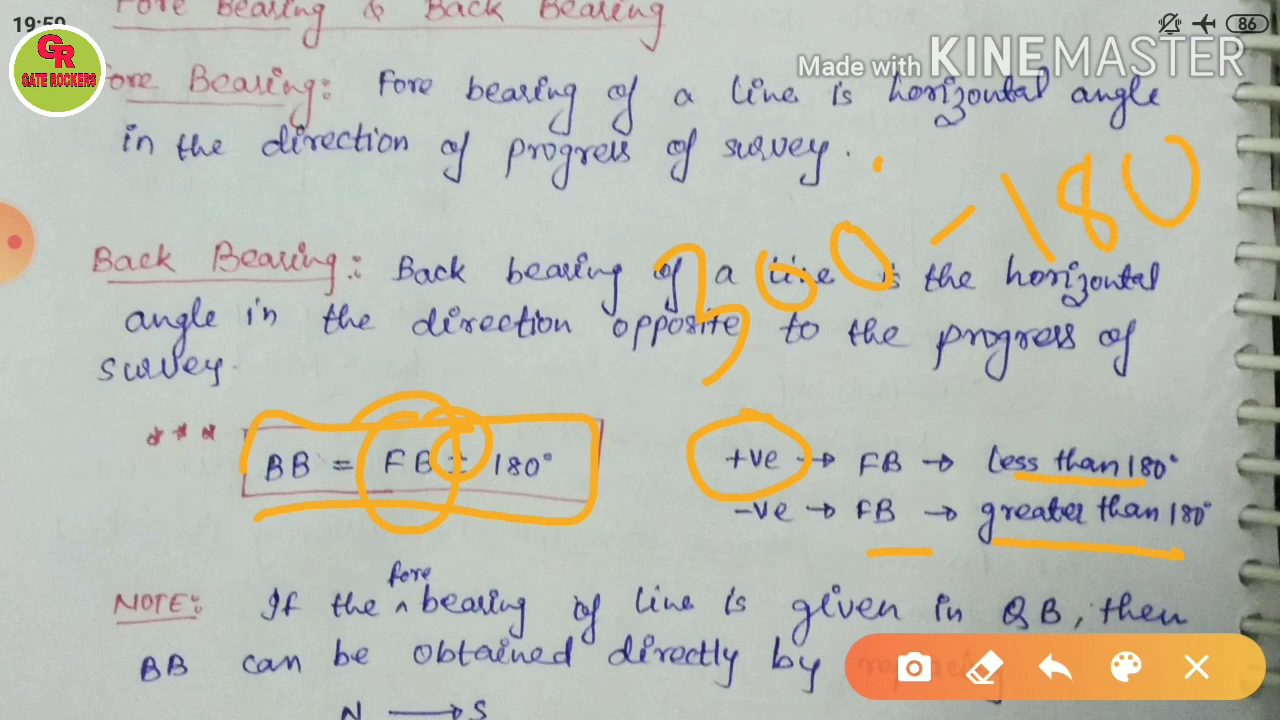 Fore Bearing & Back Bearing
19:59
86
GR
GATE ROCKERS
Made with KINEMASTER
Fore Bearing: Fore bearing of a line is horizontal angle
in the direction of progress of survey.
300-180
Back Bearing: Back bearing of a line is the horizontal
angle in the direction opposite to the progress of
survey.
*** BB = FB ± 180°
+ve → FB → Less than 180°
-ve → FB → greater than 180°
fore
NOTE: If the ^ bearing of line is given in QB, then
BB can be obtained directly by
N → S